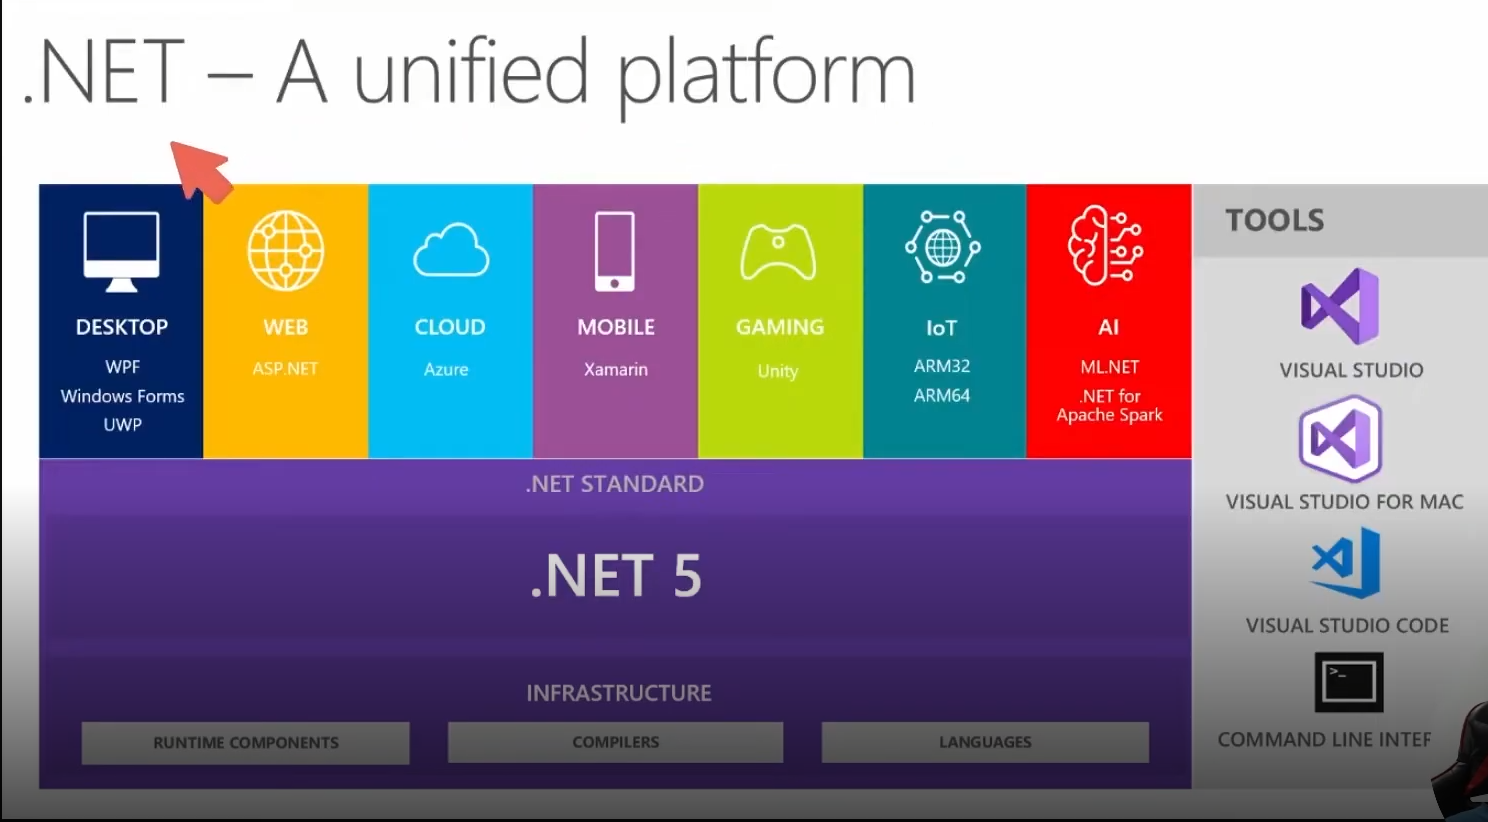 .NET – A unified platform
DESKTOP
WPF
Windows Forms
UWP
WEB
ASP.NET
CLOUD
Azure
MOBILE
Xamarin
GAMING
Unity
IoT
ARM32
ARM64
AI
ML.NET
.NET for
Apache Spark
.NET STANDARD
.NET 5
INFRASTRUCTURE
RUNTIME COMPONENTS
COMPILERS
LANGUAGES
TOOLS
VISUAL STUDIO
VISUAL STUDIO FOR MAC
VISUAL STUDIO CODE
>_
COMMAND LINE INTEF